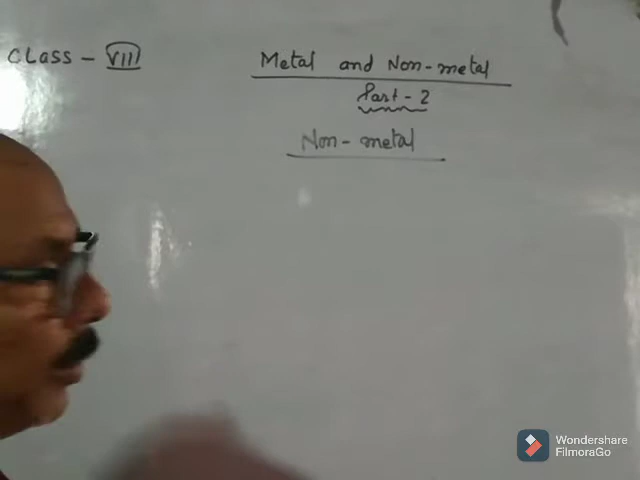 CLASS - VIII
Metal and Non-metal
Part - 2
Non-metal
Wondershare
FilmoraGo